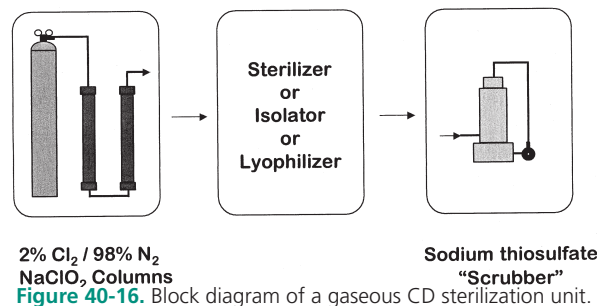 Sterilizer
or
Isolator
or
Lyophilizer
2% Cl₂ / 98% N₂
NaClO₂ Columns
Sodium thiosulfate
“Scrubber”
Figure 40-16. Block diagram of a gaseous CD sterilization unit.